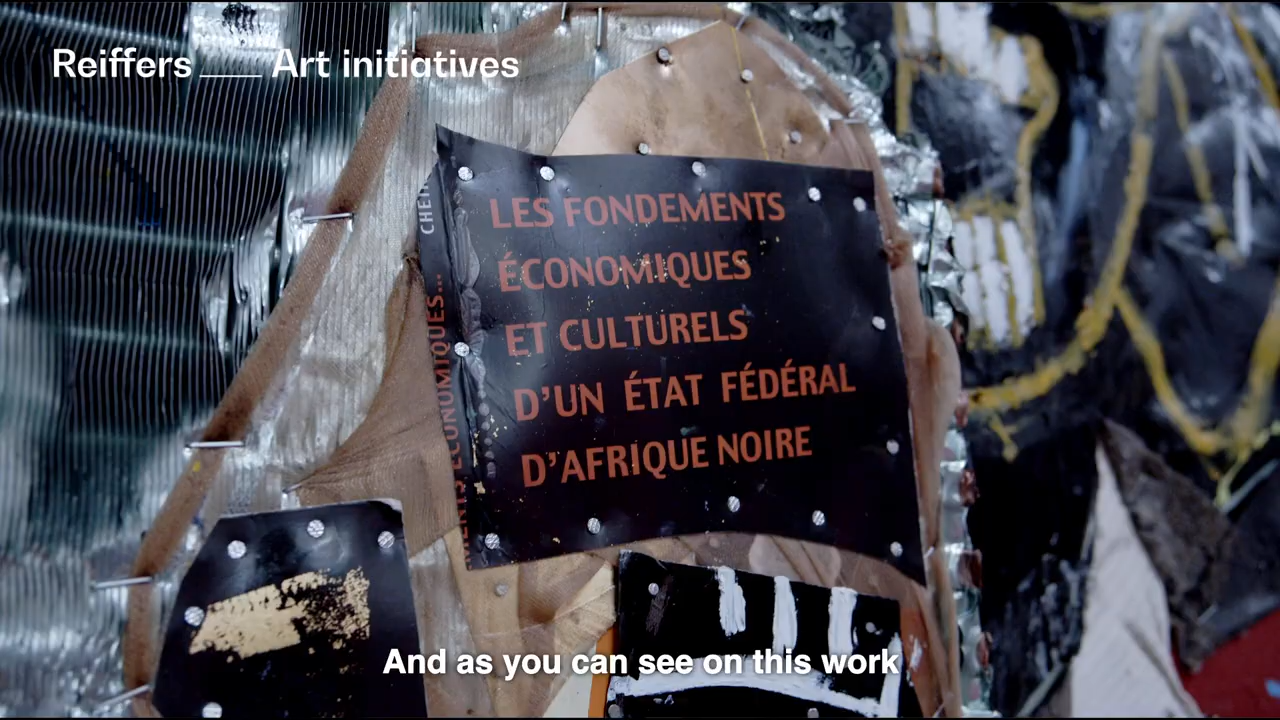 Reiffers ___ Art initiatives
LES FONDEMENTS
ÉCONOMIQUES
ET CULTURELS
D'UN ÉTAT FÉDÉRAL
D'AFRIQUE NOIRE
ÉCONOMIQUES...
And as you can see on this work